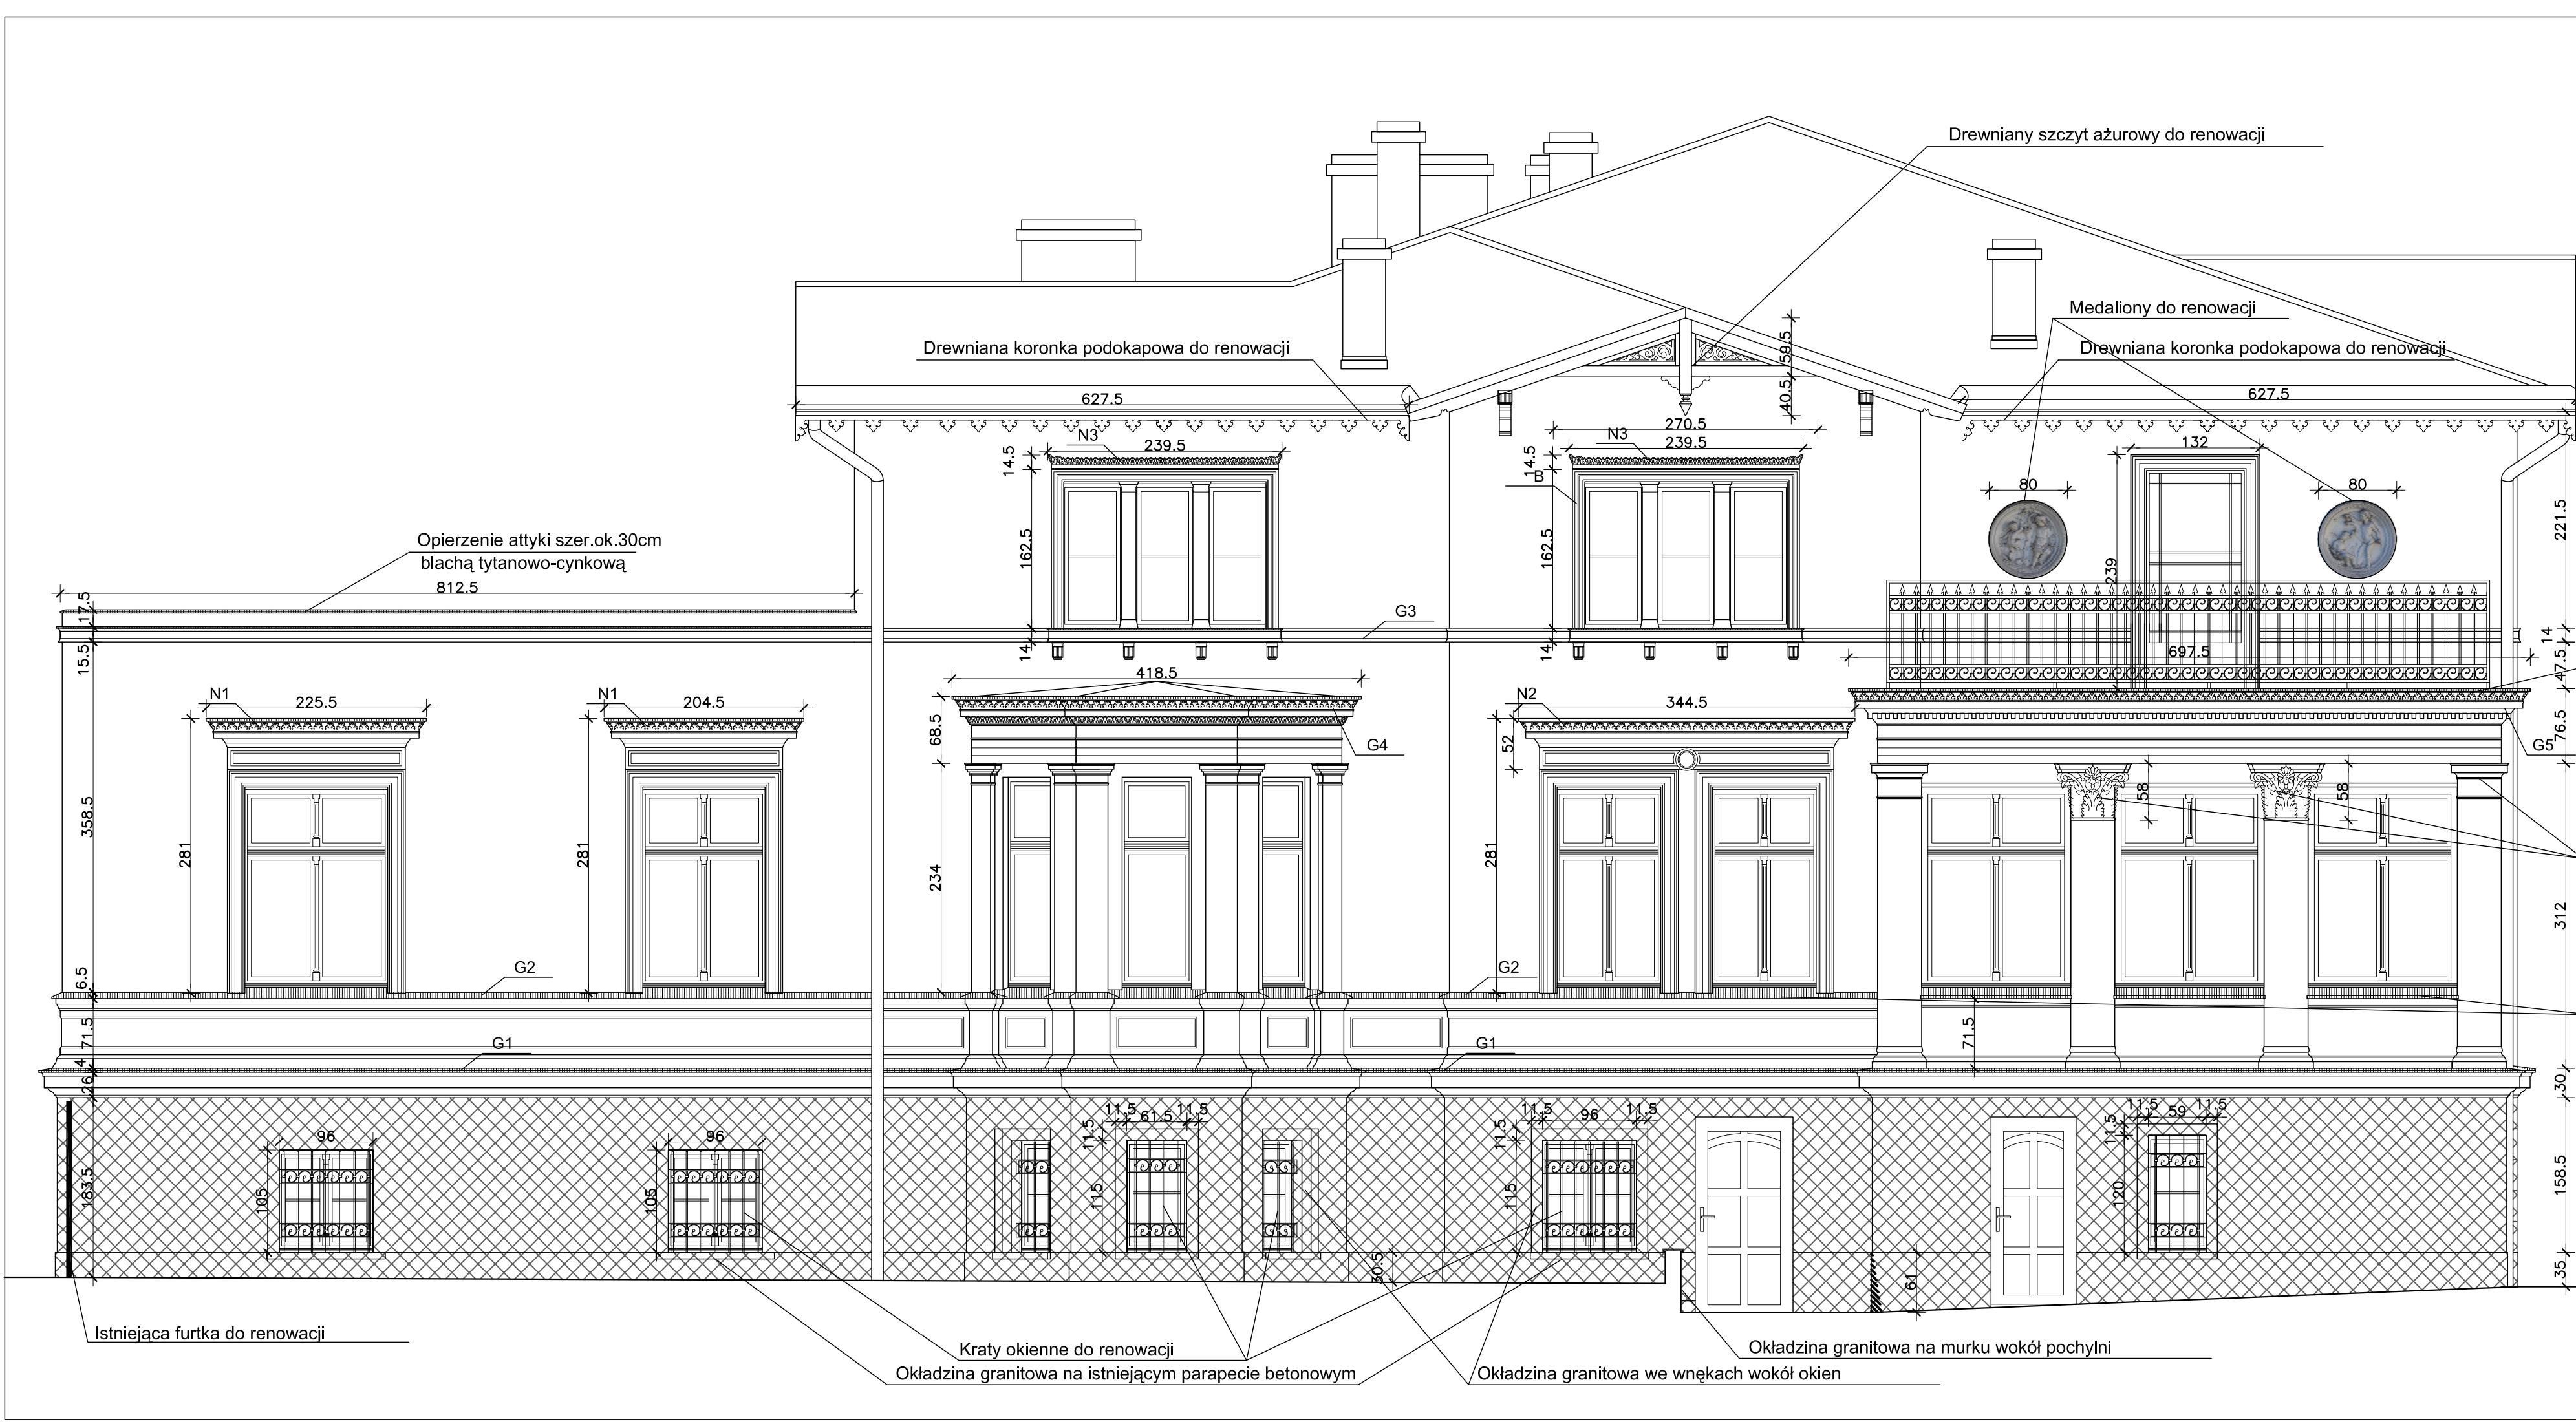 Drewniany szczyt ażurowy do renowacji
Medaliony do renowacji
Drewniana koronka podokapowa do renowacji
Drewniana koronka podokapowa do renowacji
59.5
40.5
627.5
627.5
270.5
N3
239.5
N3
239.5
132
14.5
14.5
B
80
80
162.5
162.5
239
221.5
Opierzenie attyki szer.ok.30cm
blachą tytanowo-cynkową
812.5
17.5
15.5
G3
14
14
14
47.5
697.5
418.5
N1
225.5
N1
204.5
N2
344.5
68.5
52
G4
G5
76.5
58
58
358.5
281
281
234
281
312
6.5
G2
G2
71.5
71.5
G1
G1
4
26
30
11.5
61.5
11.5
11.5
96
11.5
11.5
59
11.5
96
96
11.5
11.5
11.5
183.5
105
105
115
115
120
158.5
30.5
61
35
Istniejąca furtka do renowacji
Kraty okienne do renowacji
Okładzina granitowa na murku wokół pochylni
Okładzina granitowa na istniejącym parapecie betonowym
Okładzina granitowa we wnękach wokół okien